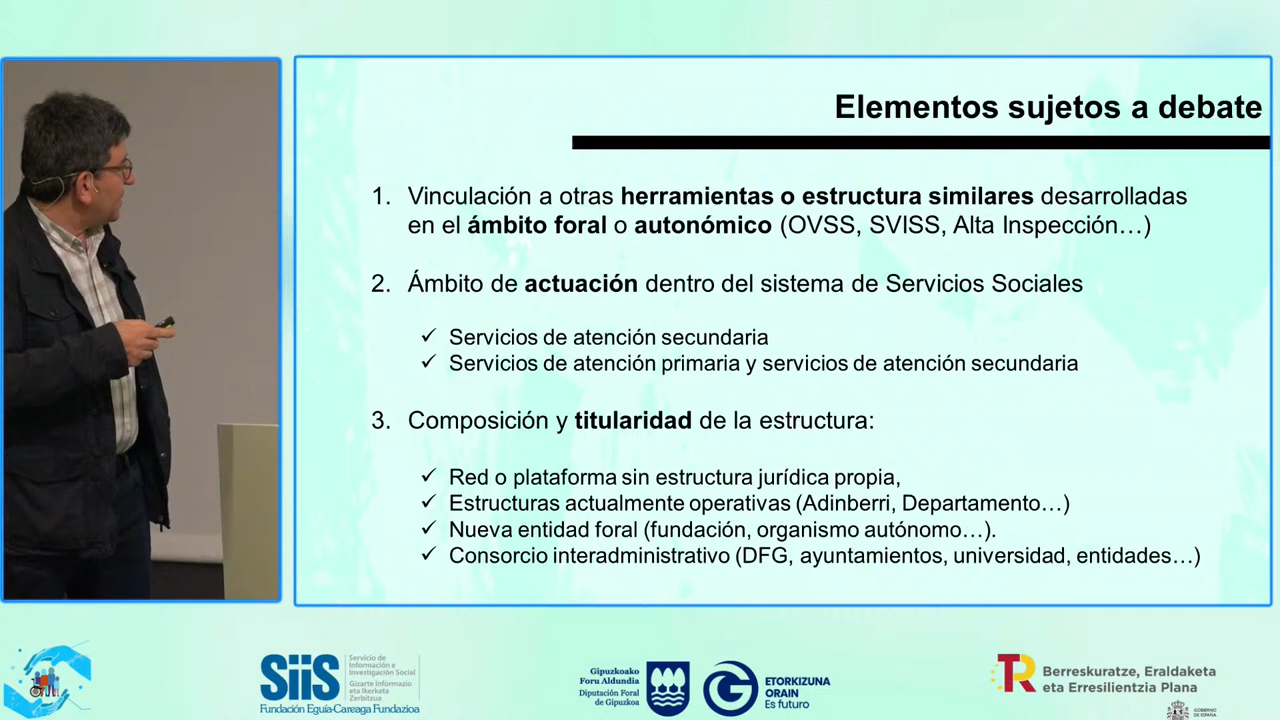 Elementos sujetos a debate
1. Vinculación a otras herramientas o estructura similares desarrolladas
en el ámbito foral o autonómico (OVSS, SVISS, Alta Inspección…)
2. Ámbito de actuación dentro del sistema de Servicios Sociales
✓ Servicios de atención secundaria
✓ Servicios de atención primaria y servicios de atención secundaria
3. Composición y titularidad de la estructura:
✓ Red o plataforma sin estructura jurídica propia,
✓ Estructuras actualmente operativas (Adinberri, Departamento…)
✓ Nueva entidad foral (fundación, organismo autónomo…).
✓ Consorcio interadministrativo (DFG, ayuntamientos, universidad, entidades…)
SiiS
Servicio de
Información e
Investigación Social
Gizarte Informazio
eta Ikerketa
Zerbitzua
Fundación Eguía-Careaga Fundazioa
Gipuzkoako
Foru Aldundia
Diputación Foral
de Gipuzkoa
G
ETORKIZUNA
ORAIN
Es futuro
TR
Berreskuratze, Eraldaketa
eta Erresilientzia Plana
GOBIERNO
DE ESPAÑA